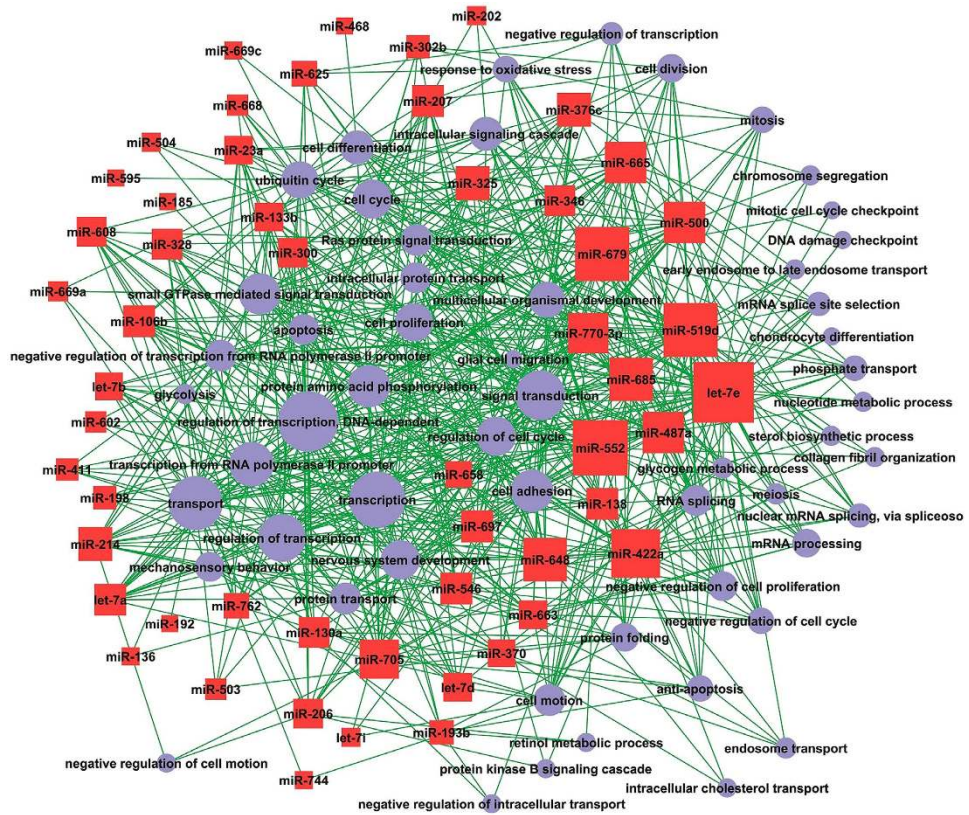 miR-202
miR-468
negative regulation of transcription
miR-669c
miR-302b
response to oxidative stress
cell division
miR-625
miR-668
miR-207
miR-376c
mitosis
intracellular signaling cascade
miR-504
miR-23a
cell differentiation
miR-665
chromosome segregation
miR-595
ubiquitin cycle
miR-325
miR-185
cell cycle
miR-346
mitotic cell cycle checkpoint
miR-133b
miR-500
miR-608
miR-328
miR-300
Ras protein signal transduction
miR-679
DNA damage checkpoint
early endosome to late endosome transport
intracellular protein transport
miR-669a
small GTPase mediated signal transduction
multicellular organismal development
mRNA splice site selection
miR-106b
apoptosis
cell proliferation
miR-770-3p
miR-519d
chondrocyte differentiation
negative regulation of transcription from RNA polymerase II promoter
glial cell migration
phosphate transport
let-7b
glycolysis
protein amino acid phosphorylation
signal transduction
miR-685
let-7e
nucleotide metabolic process
miR-602
regulation of transcription, DNA-dependent
regulation of cell cycle
miR-487a
sterol biosynthetic process
miR-552
collagen fibril organization
miR-411
transcription from RNA polymerase II promoter
miR-658
glycogen metabolic process
miR-198
transport
transcription
cell adhesion
miR-138
RNA splicing
meiosis
nuclear mRNA splicing, via spliceoso
miR-214
regulation of transcription
miR-697
miR-422a
mRNA processing
mechanosensory behavior
nervous system development
miR-648
negative regulation of cell proliferation
let-7a
miR-762
protein transport
miR-546
miR-192
miR-663
negative regulation of cell cycle
miR-136
miR-130a
miR-705
miR-370
protein folding
miR-503
let-7d
cell motion
anti-apoptosis
miR-206
let-7i
miR-193b
retinol metabolic process
endosome transport
negative regulation of cell motion
miR-744
protein kinase B signaling cascade
intracellular cholesterol transport
negative regulation of intracellular transport